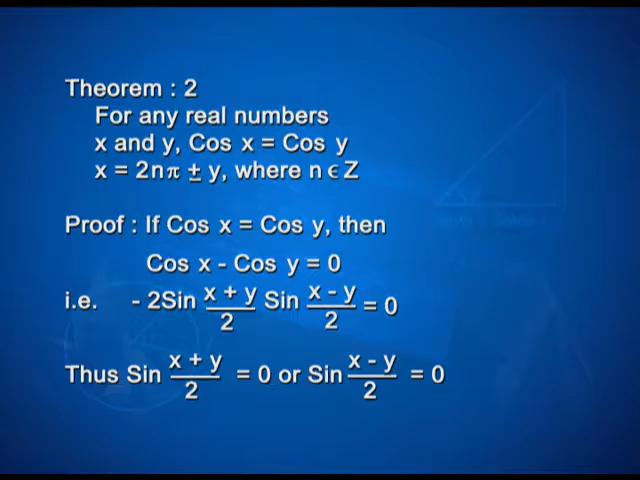 Theorem : 2
For any real numbers
x and y, Cos x = Cos y
x = 2nπ ± y, where n ϵ Z
Proof : If Cos x = Cos y, then
Cos x - Cos y = 0
i.e. - 2Sin (x + y)/2 Sin (x - y)/2 = 0
Thus Sin (x + y)/2 = 0 or Sin (x - y)/2 = 0